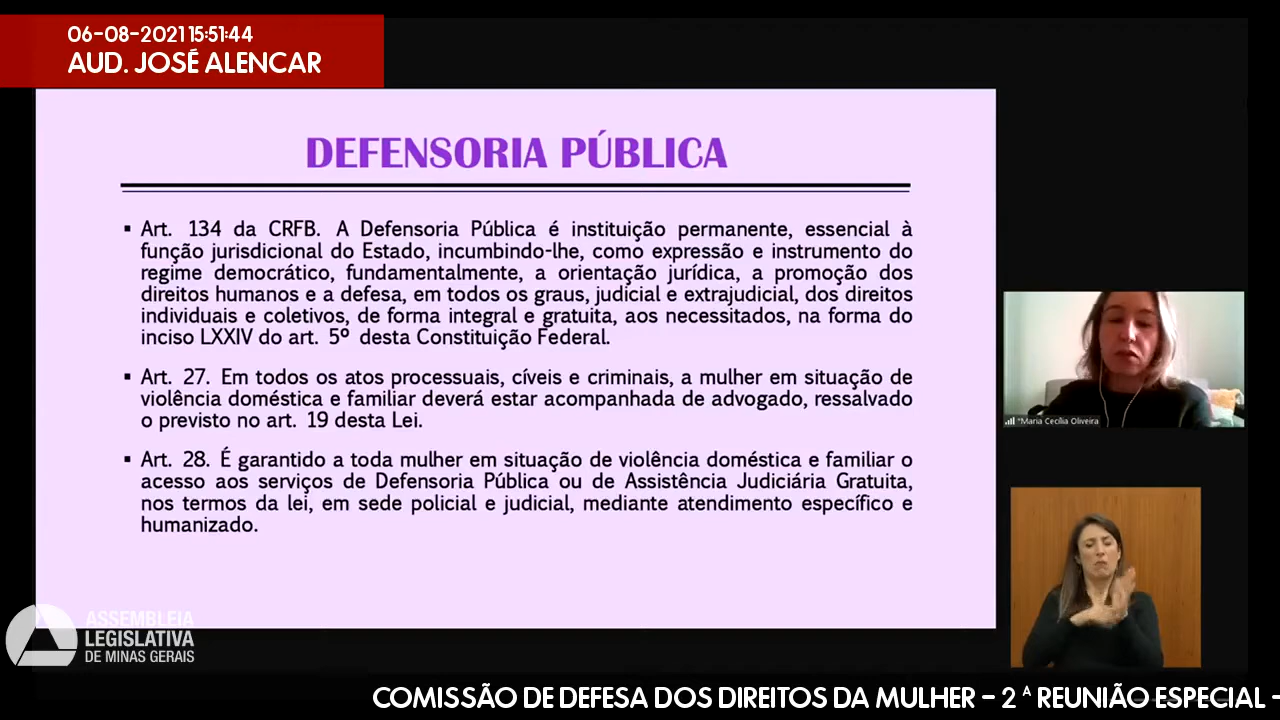 06-08-2021 15:51:44
AUD. JOSÉ ALENCAR
DEFENSORIA PÚBLICA
▪ Art. 134 da CRFB. A Defensoria Pública é instituição permanente, essencial à
função jurisdicional do Estado, incumbindo-lhe, como expressão e instrumento do
regime democrático, fundamentalmente, a orientação jurídica, a promoção dos
direitos humanos e a defesa, em todos os graus, judicial e extrajudicial, dos direitos
individuais e coletivos, de forma integral e gratuita, aos necessitados, na forma do
inciso LXXIV do art. 5º desta Constituição Federal.
▪ Art. 27. Em todos os atos processuais, cíveis e criminais, a mulher em situação de
violência doméstica e familiar deverá estar acompanhada de advogado, ressalvado
o previsto no art. 19 desta Lei.
▪ Art. 28. É garantido a toda mulher em situação de violência doméstica e familiar o
acesso aos serviços de Defensoria Pública ou de Assistência Judiciária Gratuita,
nos termos da lei, em sede policial e judicial, mediante atendimento específico e
humanizado.
*Maria Cecília Oliveira
ASSEMBLEIA
LEGISLATIVA
DE MINAS GERAIS
COMISSÃO DE DEFESA DOS DIREITOS DA MULHER - 2 ª REUNIÃO ESPECIAL -